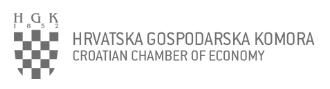 HGK
1852
HRVATSKA GOSPODARSKA KOMORA
CROATIAN CHAMBER OF ECONOMY